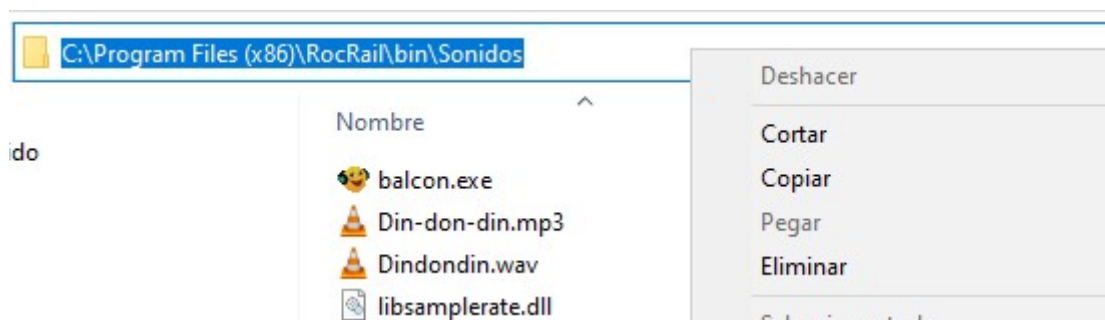 C:\Program Files (x86)\RocRail\bin\Sonidos
Deshacer
Cortar
Copiar
Pegar
Eliminar
Nombre
ido
balcon.exe
Din-don-din.mp3
Dindondin.wav
libsamplerate.dll